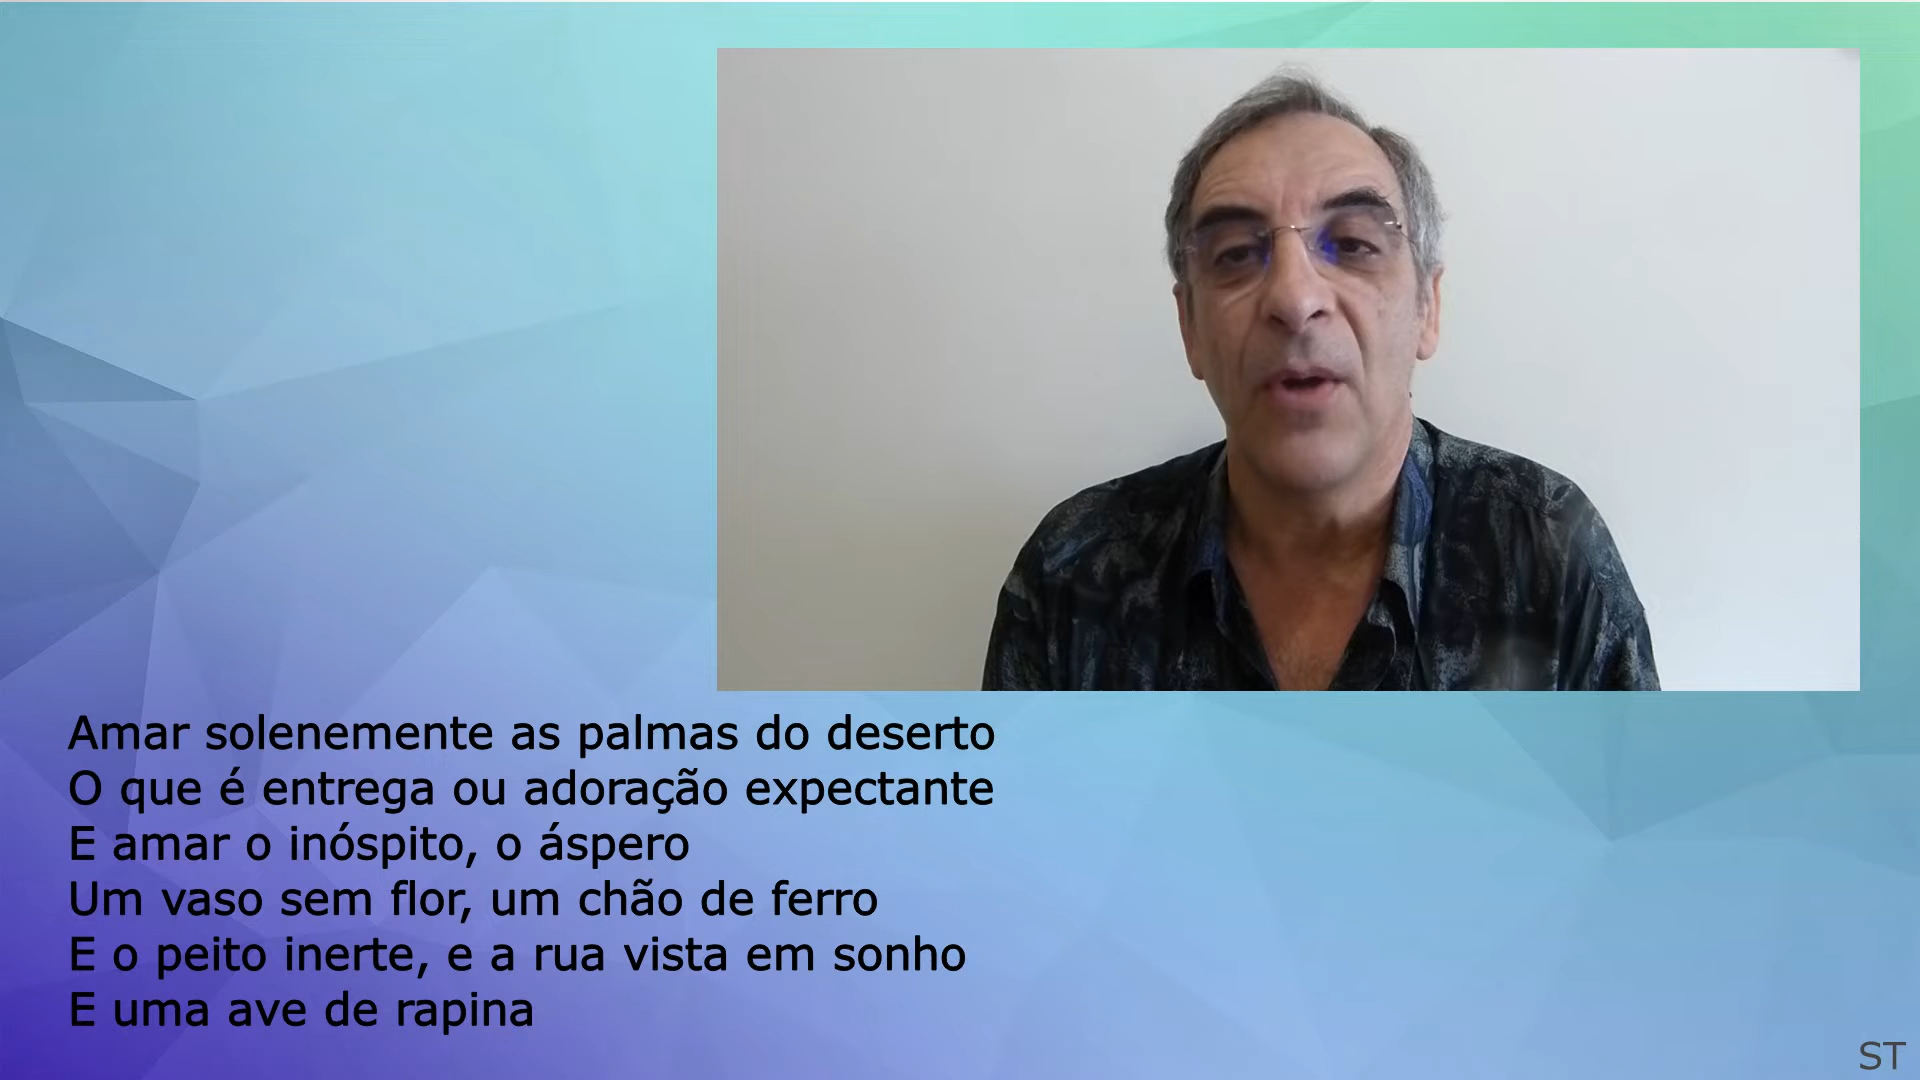 Amar solenemente as palmas do deserto
O que é entrega ou adoração expectante
E amar o inóspito, o áspero
Um vaso sem flor, um chão de ferro
E o peito inerte, e a rua vista em sonho
E uma ave de rapina
ST